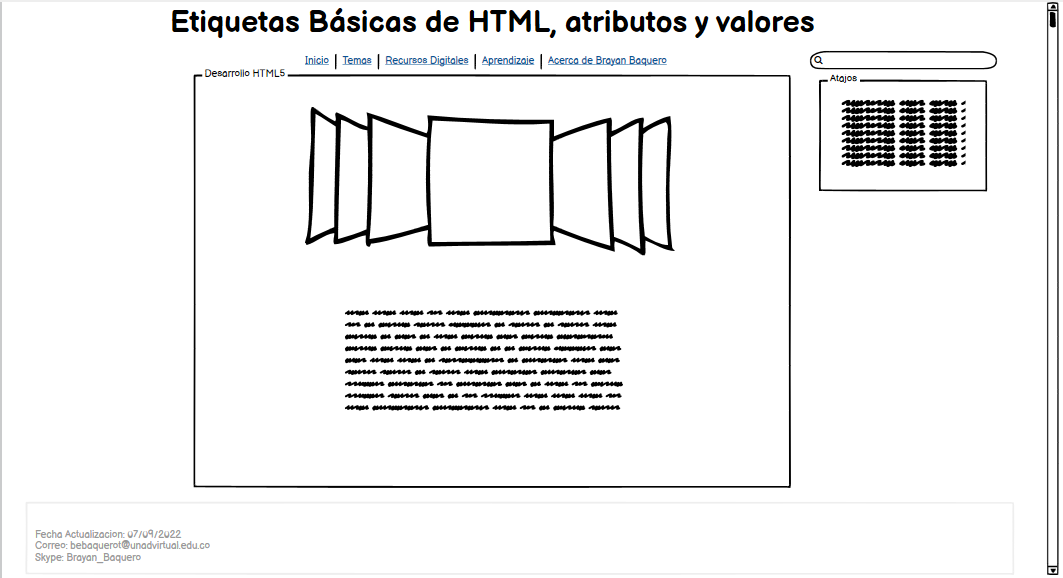 Etiquetas Básicas de HTML, atributos y valores
Inicio | Temas | Recursos Digitales | Aprendizaje | Acerca de Brayan Baquero
Desarrollo HTML5
Atajos
Fecha Actualizacion: 07/09/2022
Correo: bebaquerot@unadvirtual.edu.co
Skype: Brayan_Baquero